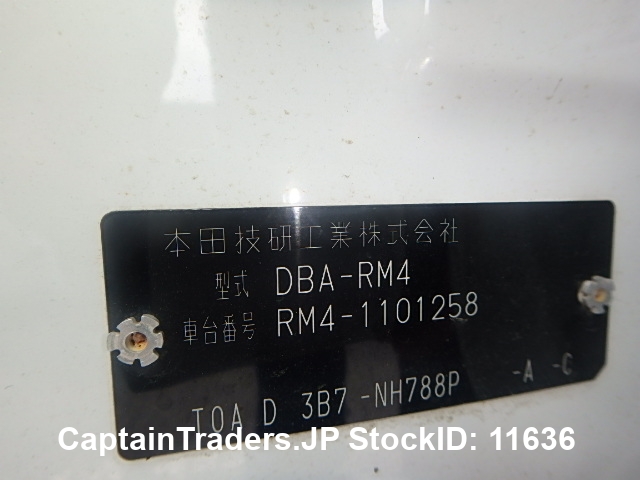 本田技研工業株式会社
型式 DBA-RM4
車台番号 RM4-1101258
TOA D 3B7 -NH788P -A -C
CaptainTraders.JP StockID: 11636